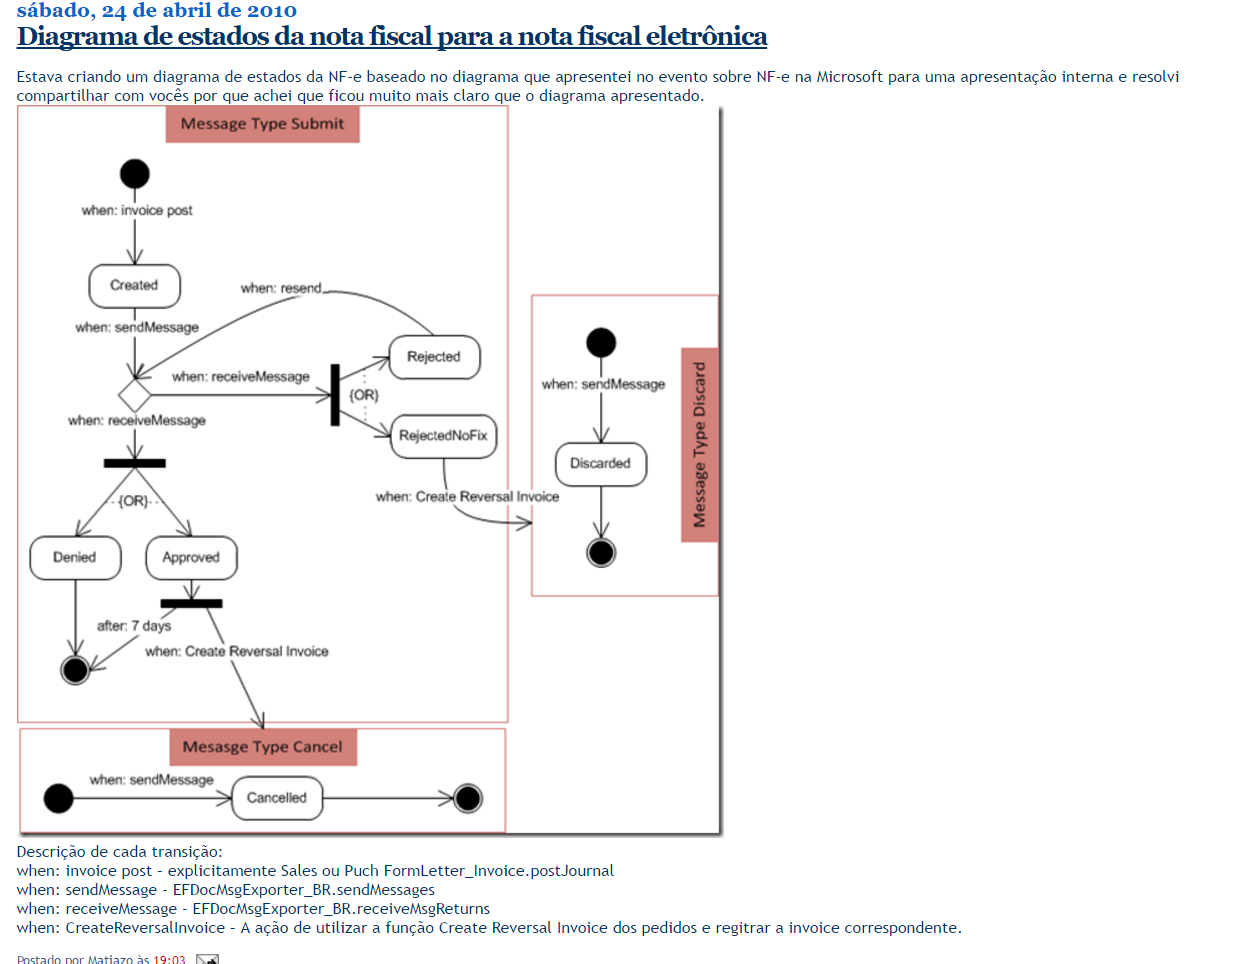 sábado, 24 de abril de 2010
Diagrama de estados da nota fiscal para a nota fiscal eletrônica
Estava criando um diagrama de estados da NF-e baseado no diagrama que apresentei no evento sobre NF-e na Microsoft para uma apresentação interna e resolvi
compartilhar com vocês por que achei que ficou muito mais claro que o diagrama apresentado.
Message Type Submit
when: invoice post
Created
when: resend
when: sendMessage
Rejected
when: receiveMessage
{OR}
when: receiveMessage
RejectedNoFix
when: Create Reversal Invoice
{OR}
Denied
Approved
after: 7 days
when: Create Reversal Invoice
when: sendMessage
Discarded
Message Type Discard
Mesasge Type Cancel
when: sendMessage
Cancelled
Descrição de cada transição:
when: invoice post – explicitamente Sales ou Puch FormLetter_Invoice.postJournal
when: sendMessage - EFDocMsgExporter_BR.sendMessages
when: receiveMessage - EFDocMsgExporter_BR.receiveMsgReturns
when: CreateReversalInvoice – A ação de utilizar a função Create Reversal Invoice dos pedidos e regitrar a invoice correspondente.
Postado por Matiazo às 19:03